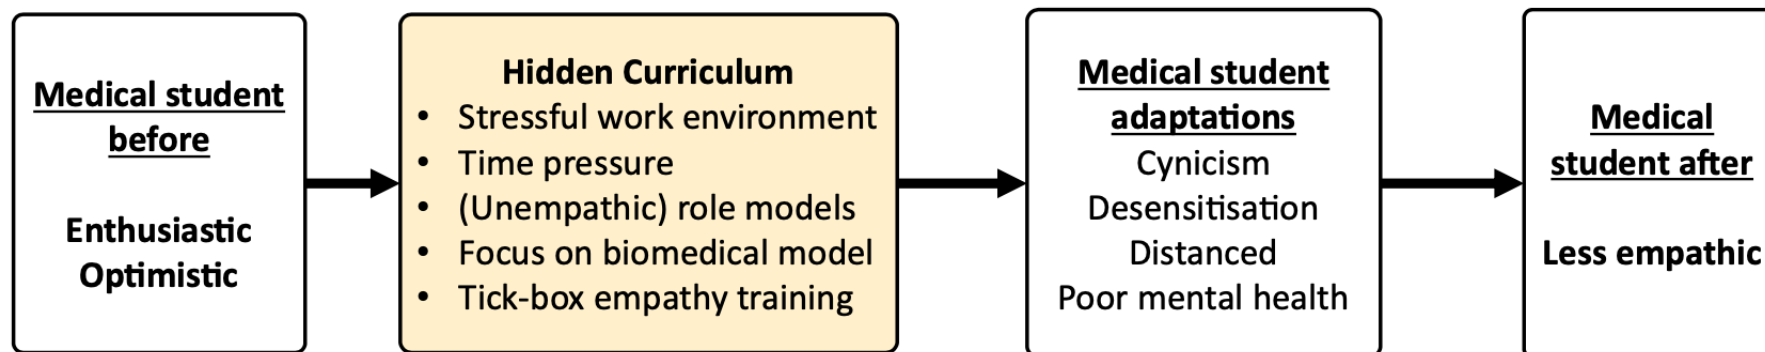 Medical student
before
Enthusiastic
Optimistic
Hidden Curriculum
• Stressful work environment
• Time pressure
• (Unempathic) role models
• Focus on biomedical model
• Tick-box empathy training
Medical student
adaptations
Cynicism
Desensitisation
Distanced
Poor mental health
Medical
student after
Less empathic